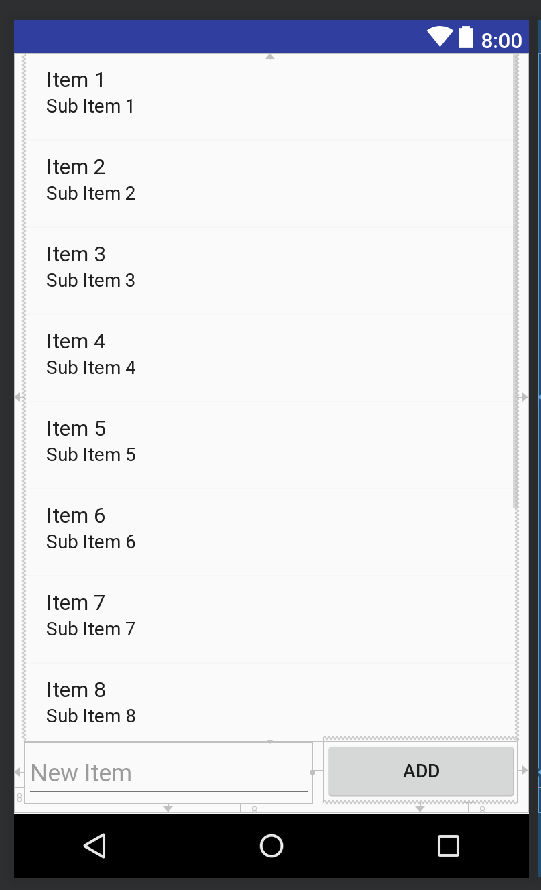 8:00
Item 1
Sub Item 1
Item 2
Sub Item 2
Item 3
Sub Item 3
Item 4
Sub Item 4
Item 5
Sub Item 5
Item 6
Sub Item 6
Item 7
Sub Item 7
Item 8
Sub Item 8
New Item
ADD
8
8
8